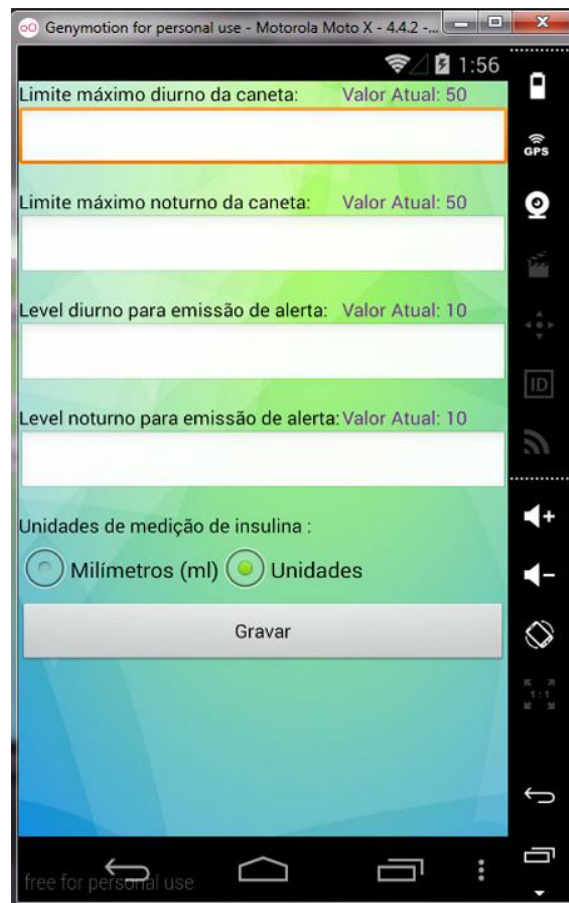 Genymotion for personal use - Motorola Moto X - 4.4.2 -...
1:56
Limite máximo diurno da caneta: Valor Atual: 50
GPS
Limite máximo noturno da caneta: Valor Atual: 50
Level diurno para emissão de alerta: Valor Atual: 10
ID
Level noturno para emissão de alerta: Valor Atual: 10
Unidades de medição de insulina :
Milímetros (ml) Unidades
Gravar
1:1
free for personal use